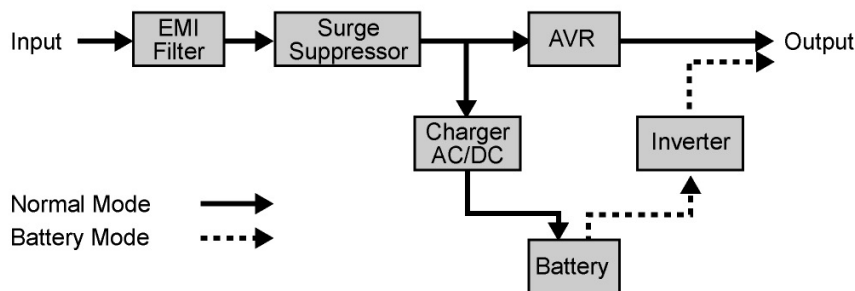 Input
EMI
Filter
Surge
Suppressor
AVR
Output
Charger
AC/DC
Inverter
Normal Mode
Battery Mode
Battery